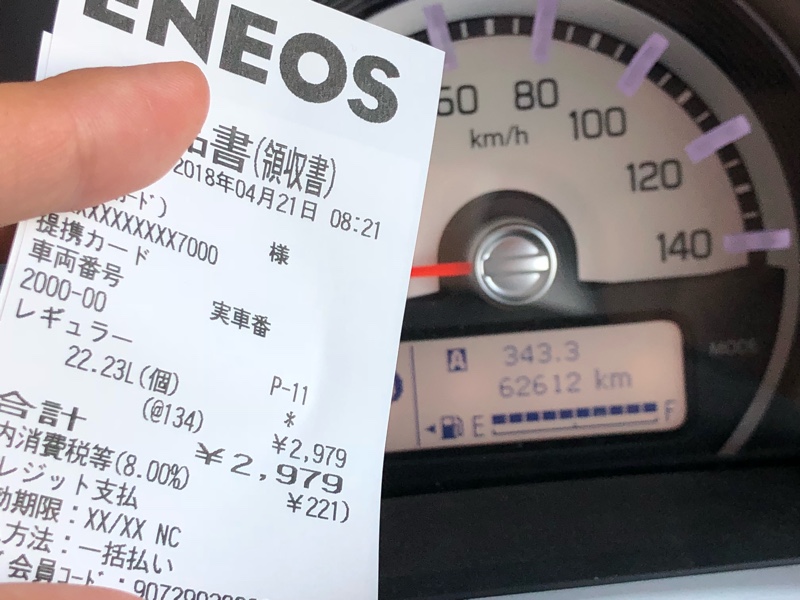 ENEOS
書(領収書)
2018年04月21日 08:21
XXXXXXXXX7000 様
提携カード
車両番号 実車番
2000-00
レギュラー
22.23L(個) P-11
(@134) *
¥2,979
合計 ¥2,979
内消費税等(8.00%) ¥221)
レジット支払
効期限:XX/XX NC
方法:一括払い
会員コード:9072902
60
80
100
120
140
km/h
MODE
A 343.3
62612 km
E F